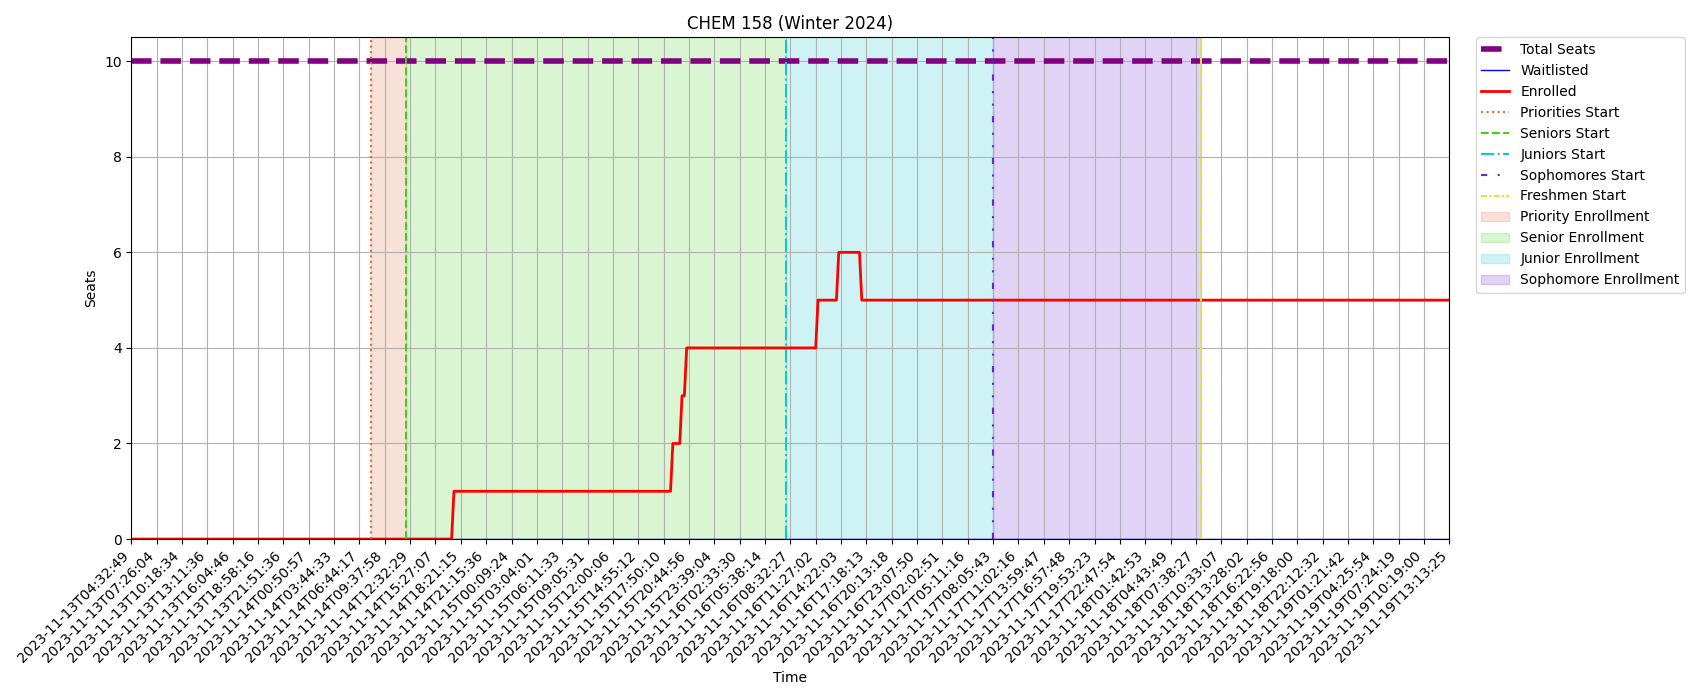 CHEM 158 (Winter 2024)
Total Seats
Waitlisted
Enrolled
Priorities Start
Seniors Start
Juniors Start
Sophomores Start
Freshmen Start
Priority Enrollment
Senior Enrollment
Junior Enrollment
Sophomore Enrollment
Seats
10
8
6
4
2
0
2023-11-13T04:32:49
2023-11-13T07:26:04
2023-11-13T10:18:34
2023-11-13T13:11:36
2023-11-13T16:04:46
2023-11-13T18:58:16
2023-11-13T21:51:36
2023-11-14T00:50:57
2023-11-14T03:44:33
2023-11-14T06:44:17
2023-11-14T09:37:58
2023-11-14T12:32:29
2023-11-14T15:27:07
2023-11-14T18:21:15
2023-11-14T21:15:36
2023-11-15T00:09:24
2023-11-15T03:04:01
2023-11-15T06:11:33
2023-11-15T09:05:31
2023-11-15T12:00:06
2023-11-15T14:55:12
2023-11-15T17:50:10
2023-11-15T20:44:56
2023-11-15T23:39:04
2023-11-16T02:33:30
2023-11-16T05:38:14
2023-11-16T08:32:27
2023-11-16T11:27:02
2023-11-16T14:22:03
2023-11-16T17:18:13
2023-11-16T20:13:18
2023-11-16T23:07:50
2023-11-17T02:02:51
2023-11-17T05:11:16
2023-11-17T08:05:43
2023-11-17T11:02:16
2023-11-17T13:59:47
2023-11-17T16:57:48
2023-11-17T19:53:23
2023-11-17T22:47:54
2023-11-18T01:42:53
2023-11-18T04:43:49
2023-11-18T07:38:27
2023-11-18T10:33:07
2023-11-18T13:28:02
2023-11-18T16:22:56
2023-11-18T19:18:00
2023-11-18T22:12:32
2023-11-19T01:21:42
2023-11-19T04:25:54
2023-11-19T07:24:19
2023-11-19T10:19:00
2023-11-19T13:13:25
Time